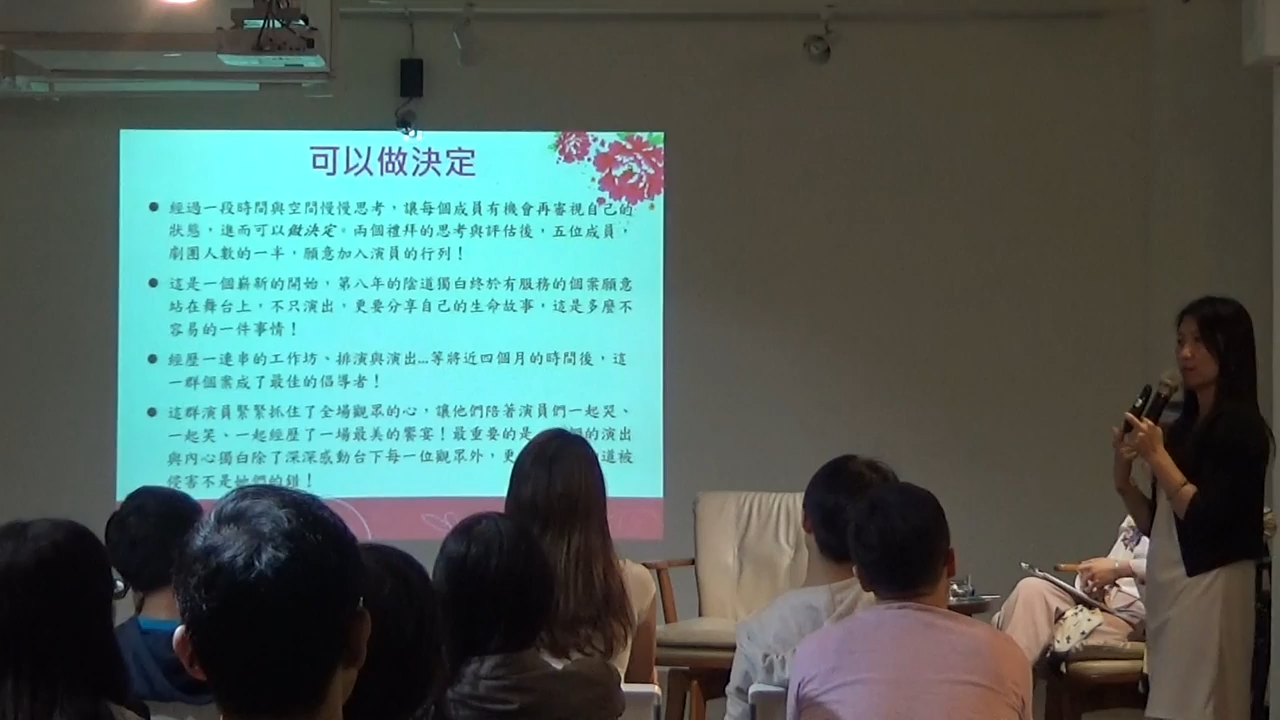 可以做決定
● 經過一段時間與空間慢慢思考，讓每個成員有機會再審視自己的
狀態，進而可以做決定。兩個禮拜的思考與評估後，五位成員，
劇團人數的一半，願意加入演員的行列！
● 這是一個嶄新的開始，第八年的陰道獨白終於有服務的個案願意
站在舞台上，不只演出，更要分享自己的生命故事，這是多麼不
容易的一件事情！
● 經歷一連串的工作坊、排演與演出…等將近四個月的時間後，這
一群個案成了最佳的倡導者！
● 這群演員緊緊抓住了全場觀眾的心，讓他們陪著演員們一起哭、
一起笑、一起經歷了一場最美的饗宴！最重要的是 的演出
與內心獨白除了深深感動台下每一位觀眾外，更 道被
侵害不是她們的錯！